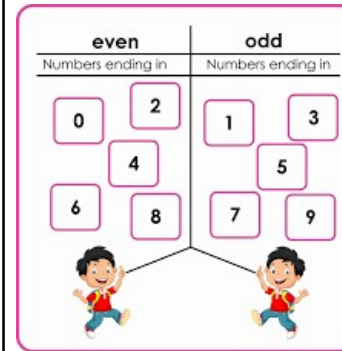 even odd
Numbers ending in Numbers ending in
0 2 1 3
4 5
6 8 7 9